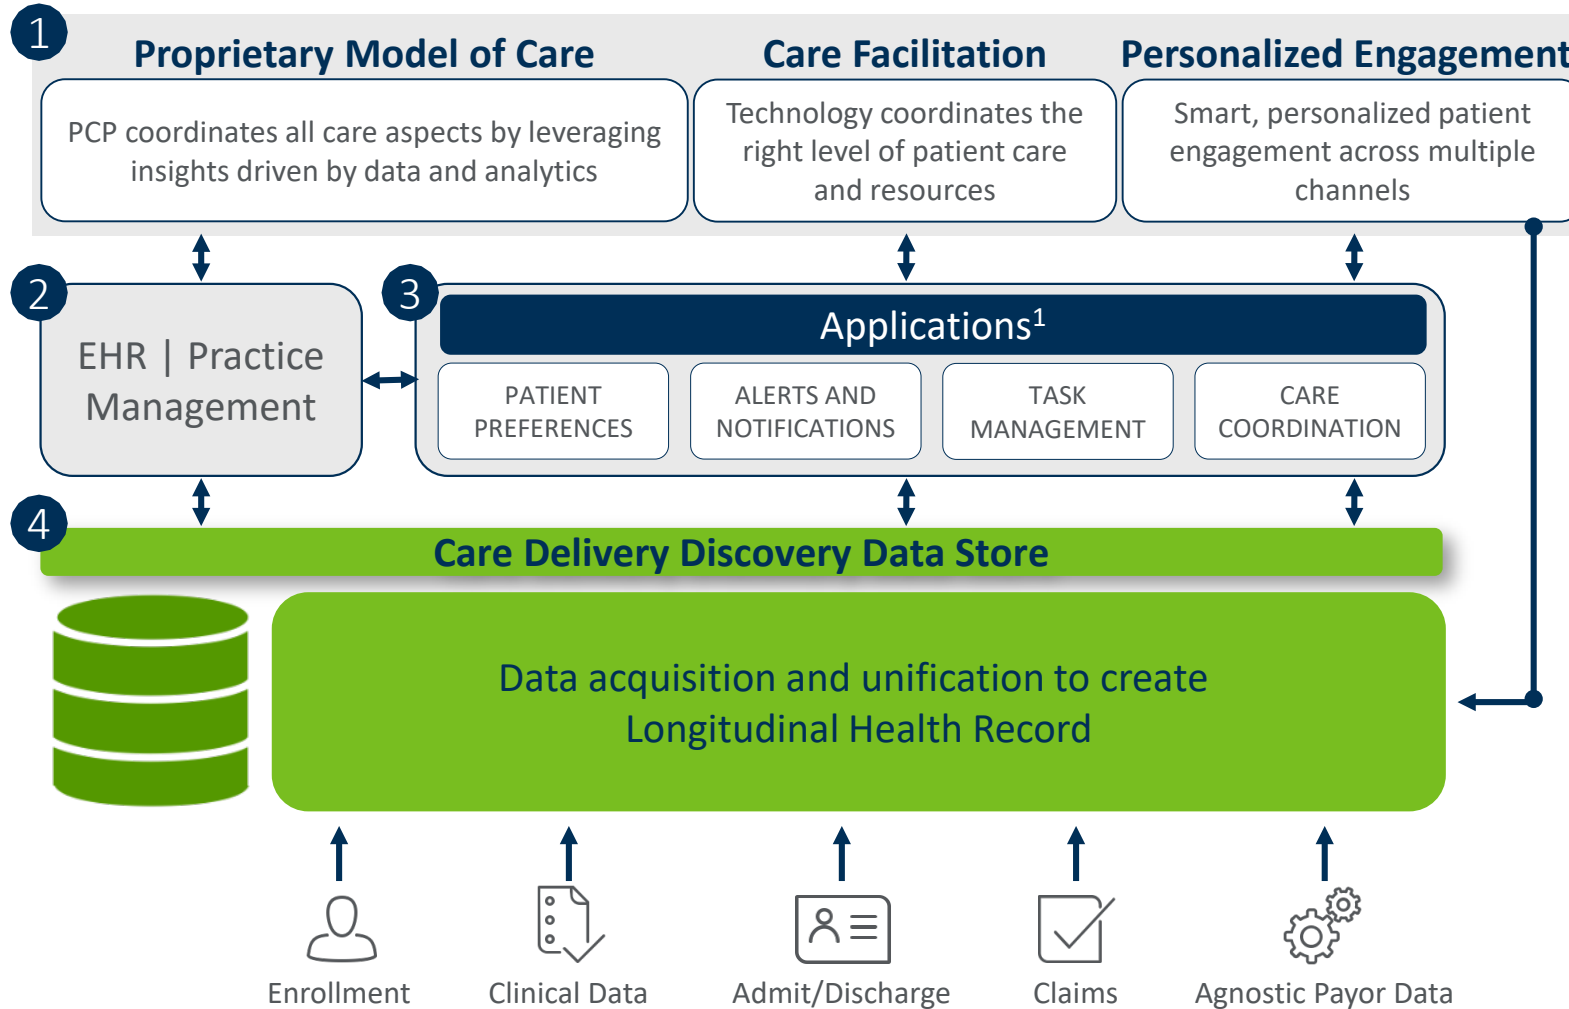 1
Proprietary Model of Care
PCP coordinates all care aspects by leveraging
insights driven by data and analytics
Care Facilitation
Technology coordinates the
right level of patient care
and resources
Personalized Engagement
Smart, personalized patient
engagement across multiple
channels
2
EHR | Practice
Management
3
Applications¹
PATIENT
PREFERENCES
ALERTS AND
NOTIFICATIONS
TASK
MANAGEMENT
CARE
COORDINATION
4
Care Delivery Discovery Data Store
Data acquisition and unification to create
Longitudinal Health Record
Enrollment
Clinical Data
Admit/Discharge
Claims
Agnostic Payor Data